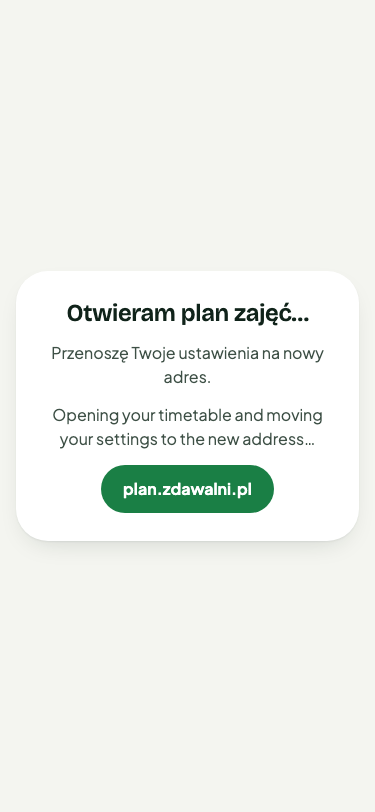 Otwieram plan zajęć…
Przenoszę Twoje ustawienia na nowy
adres.
Opening your timetable and moving
your settings to the new address…
plan.zdawalni.pl